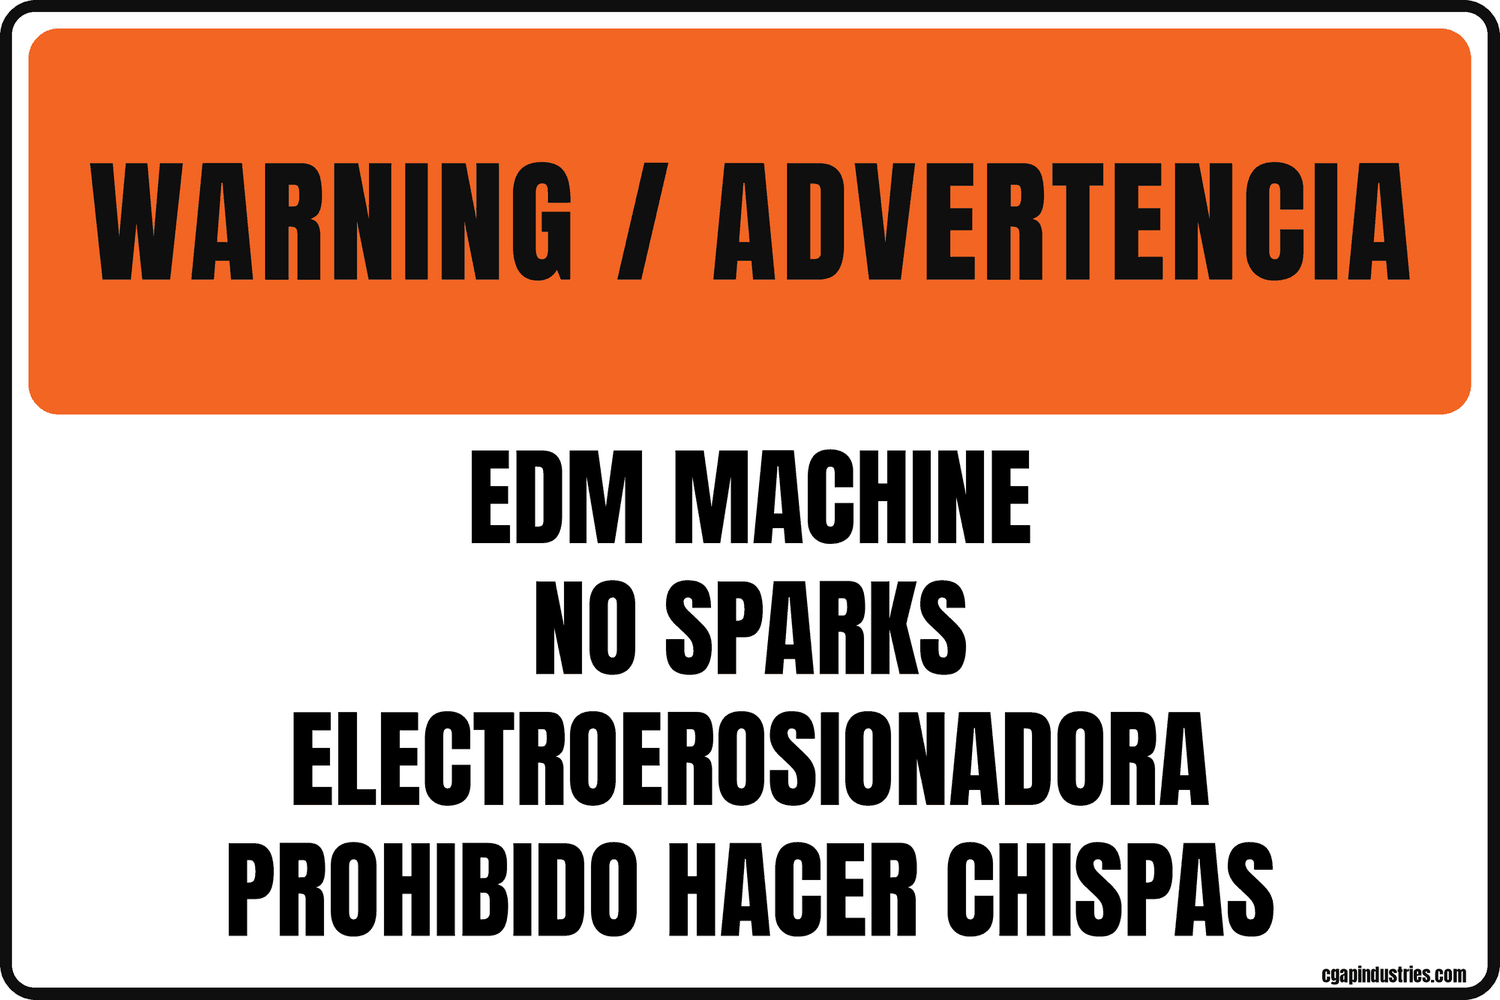 WARNING / ADVERTENCIA
EDM MACHINE
NO SPARKS
ELECTROEROSIONADORA
PROHIBIDO HACER CHISPAS
cgapindustries.com